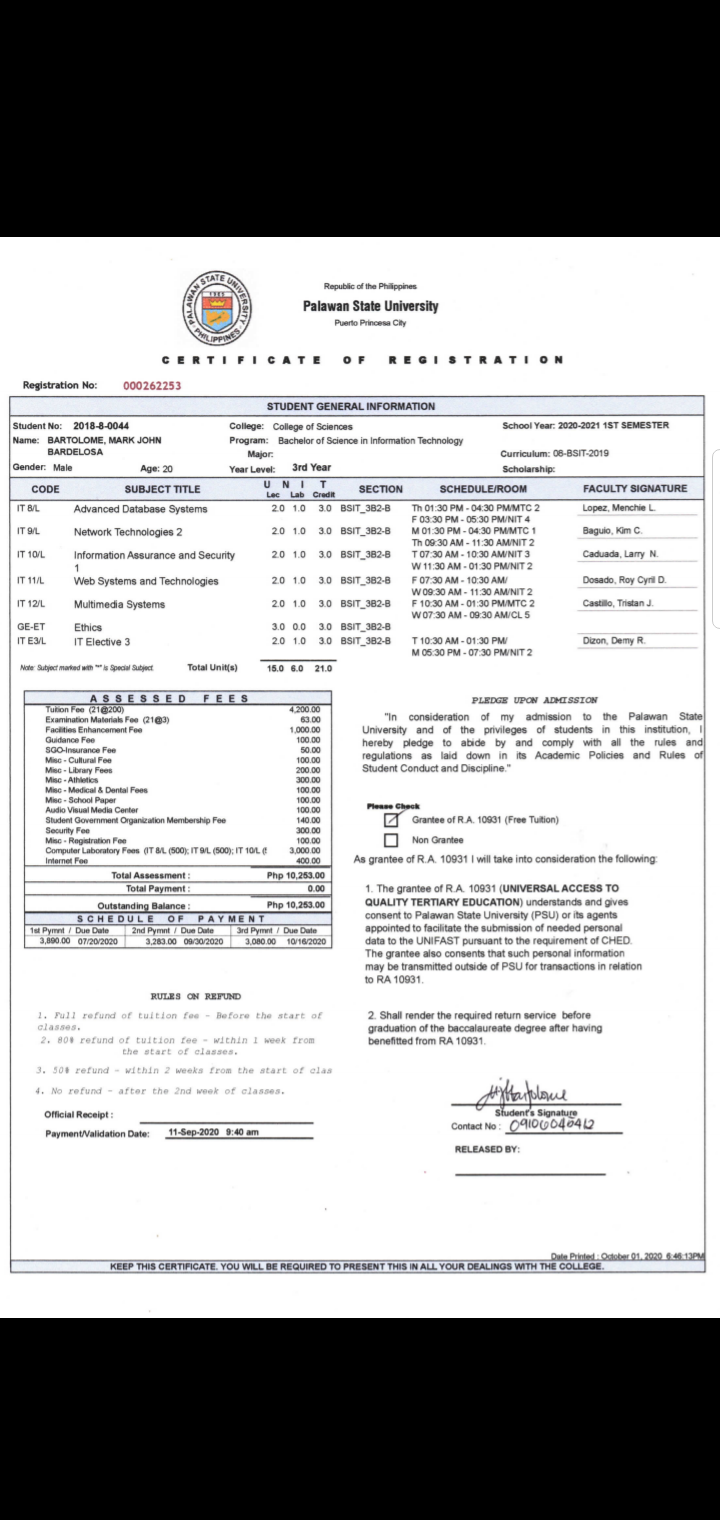 PALAWAN STATE UNIVERSITY
PHILIPPINES
Republic of the Philippines
Palawan State University
Puerto Princesa City
CERTIFICATE OF REGISTRATION
Registration No: 000262253
STUDENT GENERAL INFORMATION
Student No: 2018-8-0044 College: College of Sciences School Year: 2020-2021 1ST SEMESTER
Name: BARTOLOME, MARK JOHN Program: Bachelor of Science in Information Technology
BARDELOSA Major: Curriculum: 08-BSIT-2019
Gender: Male Age: 20 Year Level: 3rd Year Scholarship:
CODE SUBJECT TITLE UNIT SECTION SCHEDULE/ROOM FACULTY SIGNATURE
Lec Lab Credit
IT 8/L Advanced Database Systems 2.0 1.0 3.0 BSIT_3B2-B Th 01:30 PM - 04:30 PM/MTC 2 Lopez, Menchie L.
F 03:30 PM - 05:30 PM/NIT 4
IT 9/L Network Technologies 2 2.0 1.0 3.0 BSIT_3B2-B M 01:30 PM - 04:30 PM/MTC 1 Baguio, Kim C.
Th 09:30 AM - 11:30 AM/NIT 2
IT 10/L Information Assurance and Security 2.0 1.0 3.0 BSIT_3B2-B T 07:30 AM - 10:30 AM/NIT 3 Caduada, Larry N.
1 W 11:30 AM - 01:30 PM/NIT 2
IT 11/L Web Systems and Technologies 2.0 1.0 3.0 BSIT_3B2-B F 07:30 AM - 10:30 AM/ Dosado, Roy Cyril D.
W 09:30 AM - 11:30 AM/NIT 2
IT 12/L Multimedia Systems 2.0 1.0 3.0 BSIT_3B2-B F 10:30 AM - 01:30 PM/MTC 2 Castillo, Tristan J.
W 07:30 AM - 09:30 AM/CL 5
GE-ET Ethics 3.0 0.0 3.0 BSIT_3B2-B
IT E3/L IT Elective 3 2.0 1.0 3.0 BSIT_3B2-B T 10:30 AM - 01:30 PM/ Dizon, Demy R.
M 05:30 PM - 07:30 PM/NIT 2
Note: Subject marked with "*" is Special Subject. Total Unit(s) 15.0 6.0 21.0
ASSESSED FEES
Tuition Fee (21@200) 4,200.00
Examination Materials Fee (21@3) 63.00
Facilities Enhancement Fee 1,000.00
Guidance Fee 100.00
SGO-Insurance Fee 50.00
Misc - Cultural Fee 100.00
Misc - Library Fees 200.00
Misc - Athletics 300.00
Misc - Medical & Dental Fees 100.00
Misc - School Paper 100.00
Audio Visual Media Center 100.00
Student Government Organization Membership Fee 140.00
Security Fee 300.00
Misc - Registration Fee 100.00
Computer Laboratory Fees (IT 8/L (500); IT 9/L (500); IT 10/L (5 3,000.00
Internet Fee 400.00
Total Assessment : Php 10,253.00
Total Payment : 0.00
Outstanding Balance : Php 10,253.00
SCHEDULE OF PAYMENT
1st Pymnt / Due Date 2nd Pymnt / Due Date 3rd Pymnt / Due Date
3,890.00 07/20/2020 3,283.00 09/30/2020 3,080.00 10/16/2020
RULES ON REFUND
1. Full refund of tuition fee - Before the start of
classes.
2. 80% refund of tuition fee - within 1 week from
the start of classes.
3. 50% refund - within 2 weeks from the start of clas
4. No refund - after the 2nd week of classes.
Official Receipt :
Payment/Validation Date: 11-Sep-2020 9:40 am
PLEDGE UPON ADMISSION
"In consideration of my admission to the Palawan State
University and of the privileges of students in this institution, I
hereby pledge to abide by and comply with all the rules and
regulations as laid down in its Academic Policies and Rules of
Student Conduct and Discipline."
Please Check
Grantee of R.A. 10931 (Free Tuition)
Non Grantee
As grantee of R.A. 10931 I will take into consideration the following:
1. The grantee of R.A. 10931 (UNIVERSAL ACCESS TO
QUALITY TERTIARY EDUCATION) understands and gives
consent to Palawan State University (PSU) or its agents
appointed to facilitate the submission of needed personal
data to the UNIFAST pursuant to the requirement of CHED.
The grantee also consents that such personal information
may be transmitted outside of PSU for transactions in relation
to RA 10931.
2. Shall render the required return service before
graduation of the baccalaureate degree after having
benefitted from RA 10931.
Student's Signature
Contact No : 09106040412
RELEASED BY:
Date Printed : October 01, 2020 6:46:13PM
KEEP THIS CERTIFICATE. YOU WILL BE REQUIRED TO PRESENT THIS IN ALL YOUR DEALINGS WITH THE COLLEGE.